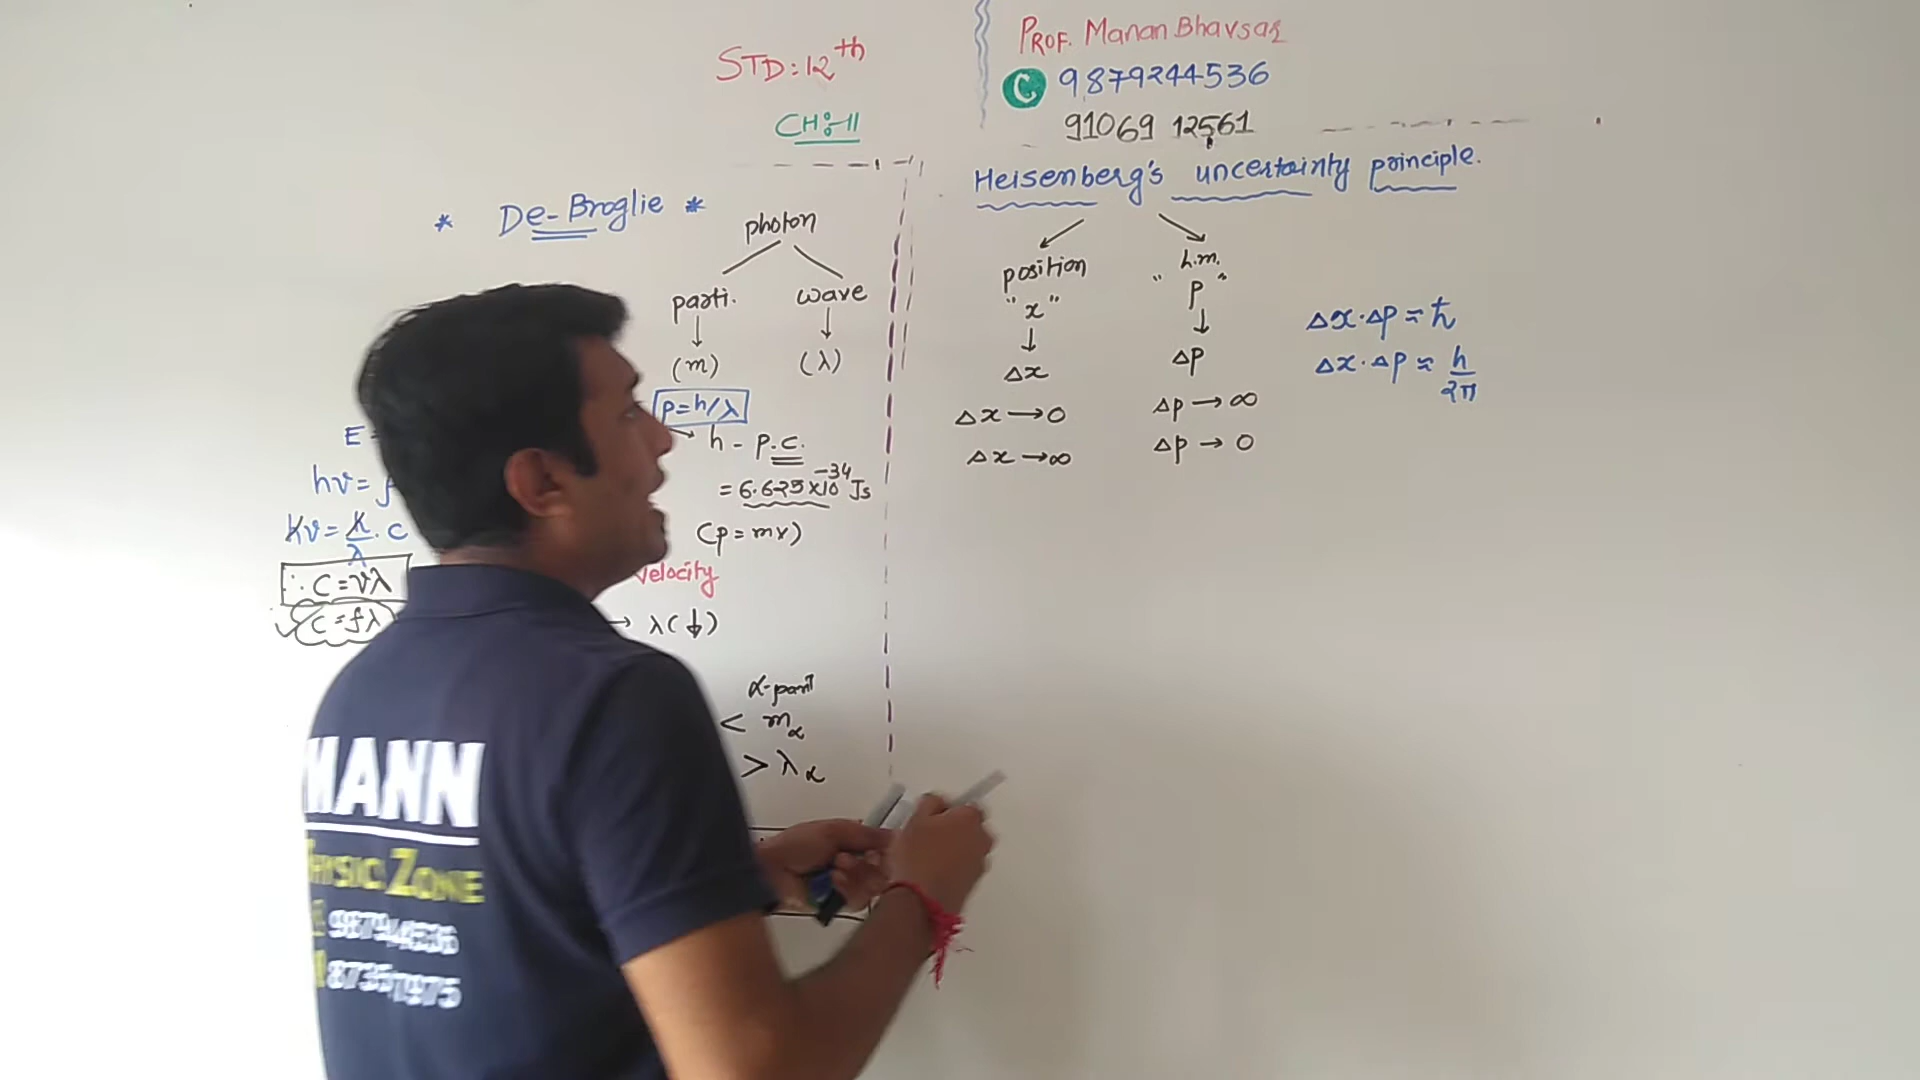 STD:12th
CH:-11
PROF. Manan Bhavsar
C 9879244536
91069 12561
* De-Broglie *
photon
parti. wave
(m) (λ)
P=h/λ
h - p.c.
= 6.625×10^-34 Js
(p = mv)
E =
hν =
hν = h/λ . c
∴ C = νλ
C = fλ
velocity
→ λ(↓)
α-part
< mα
> λα
Heisenberg's uncertainty principle.
position l.m.
"x" "p"
Δx Δp
Δx → 0 Δp → ∞
Δx → ∞ Δp → 0
Δx·Δp ≈ ħ
Δx·Δp ≈ h/2π
MANN
PHYSICZONE